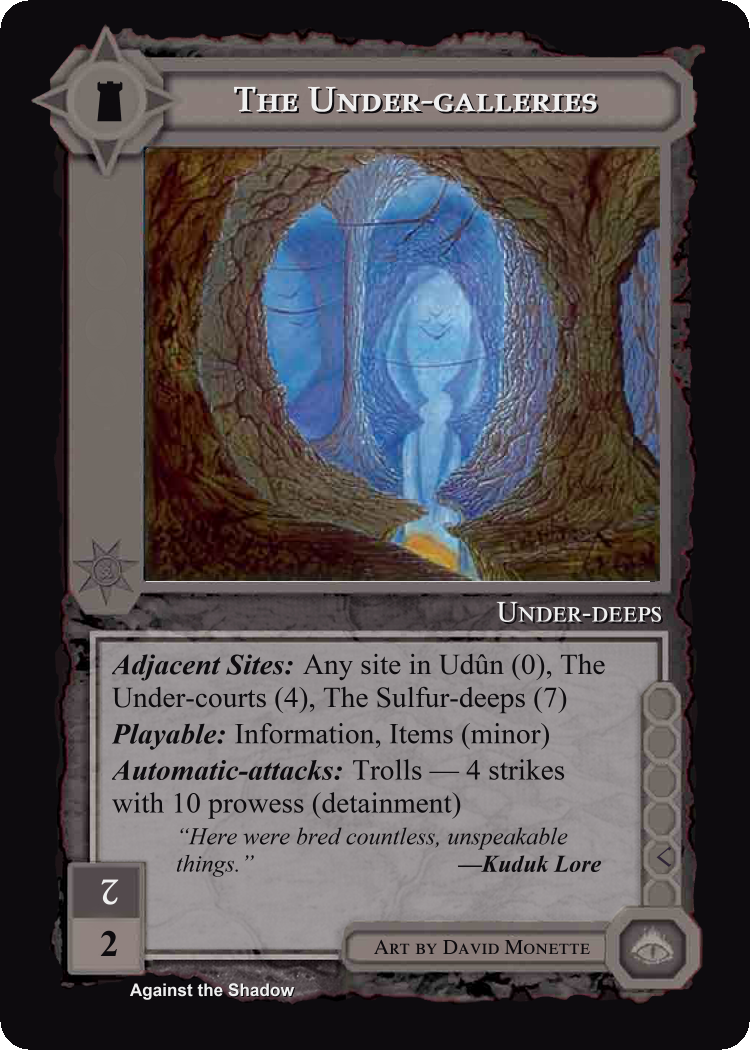 The Under-galleries
Under-deeps
Adjacent Sites: Any site in Udûn (0), The
Under-courts (4), The Sulfur-deeps (7)
Playable: Information, Items (minor)
Automatic-attacks: Trolls — 4 strikes
with 10 prowess (detainment)
“Here were bred countless, unspeakable
things.” —Kuduk Lore
2
2
Art by David Monette
Against the Shadow